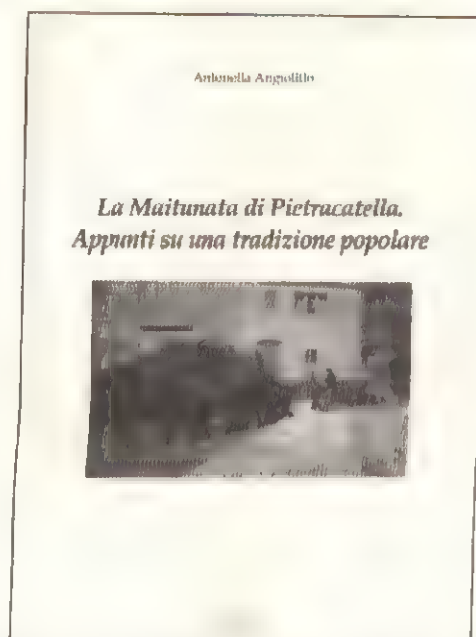 Antonella Angiolillo
La Maitunata di Pietracatella.
Appunti su una tradizione popolare